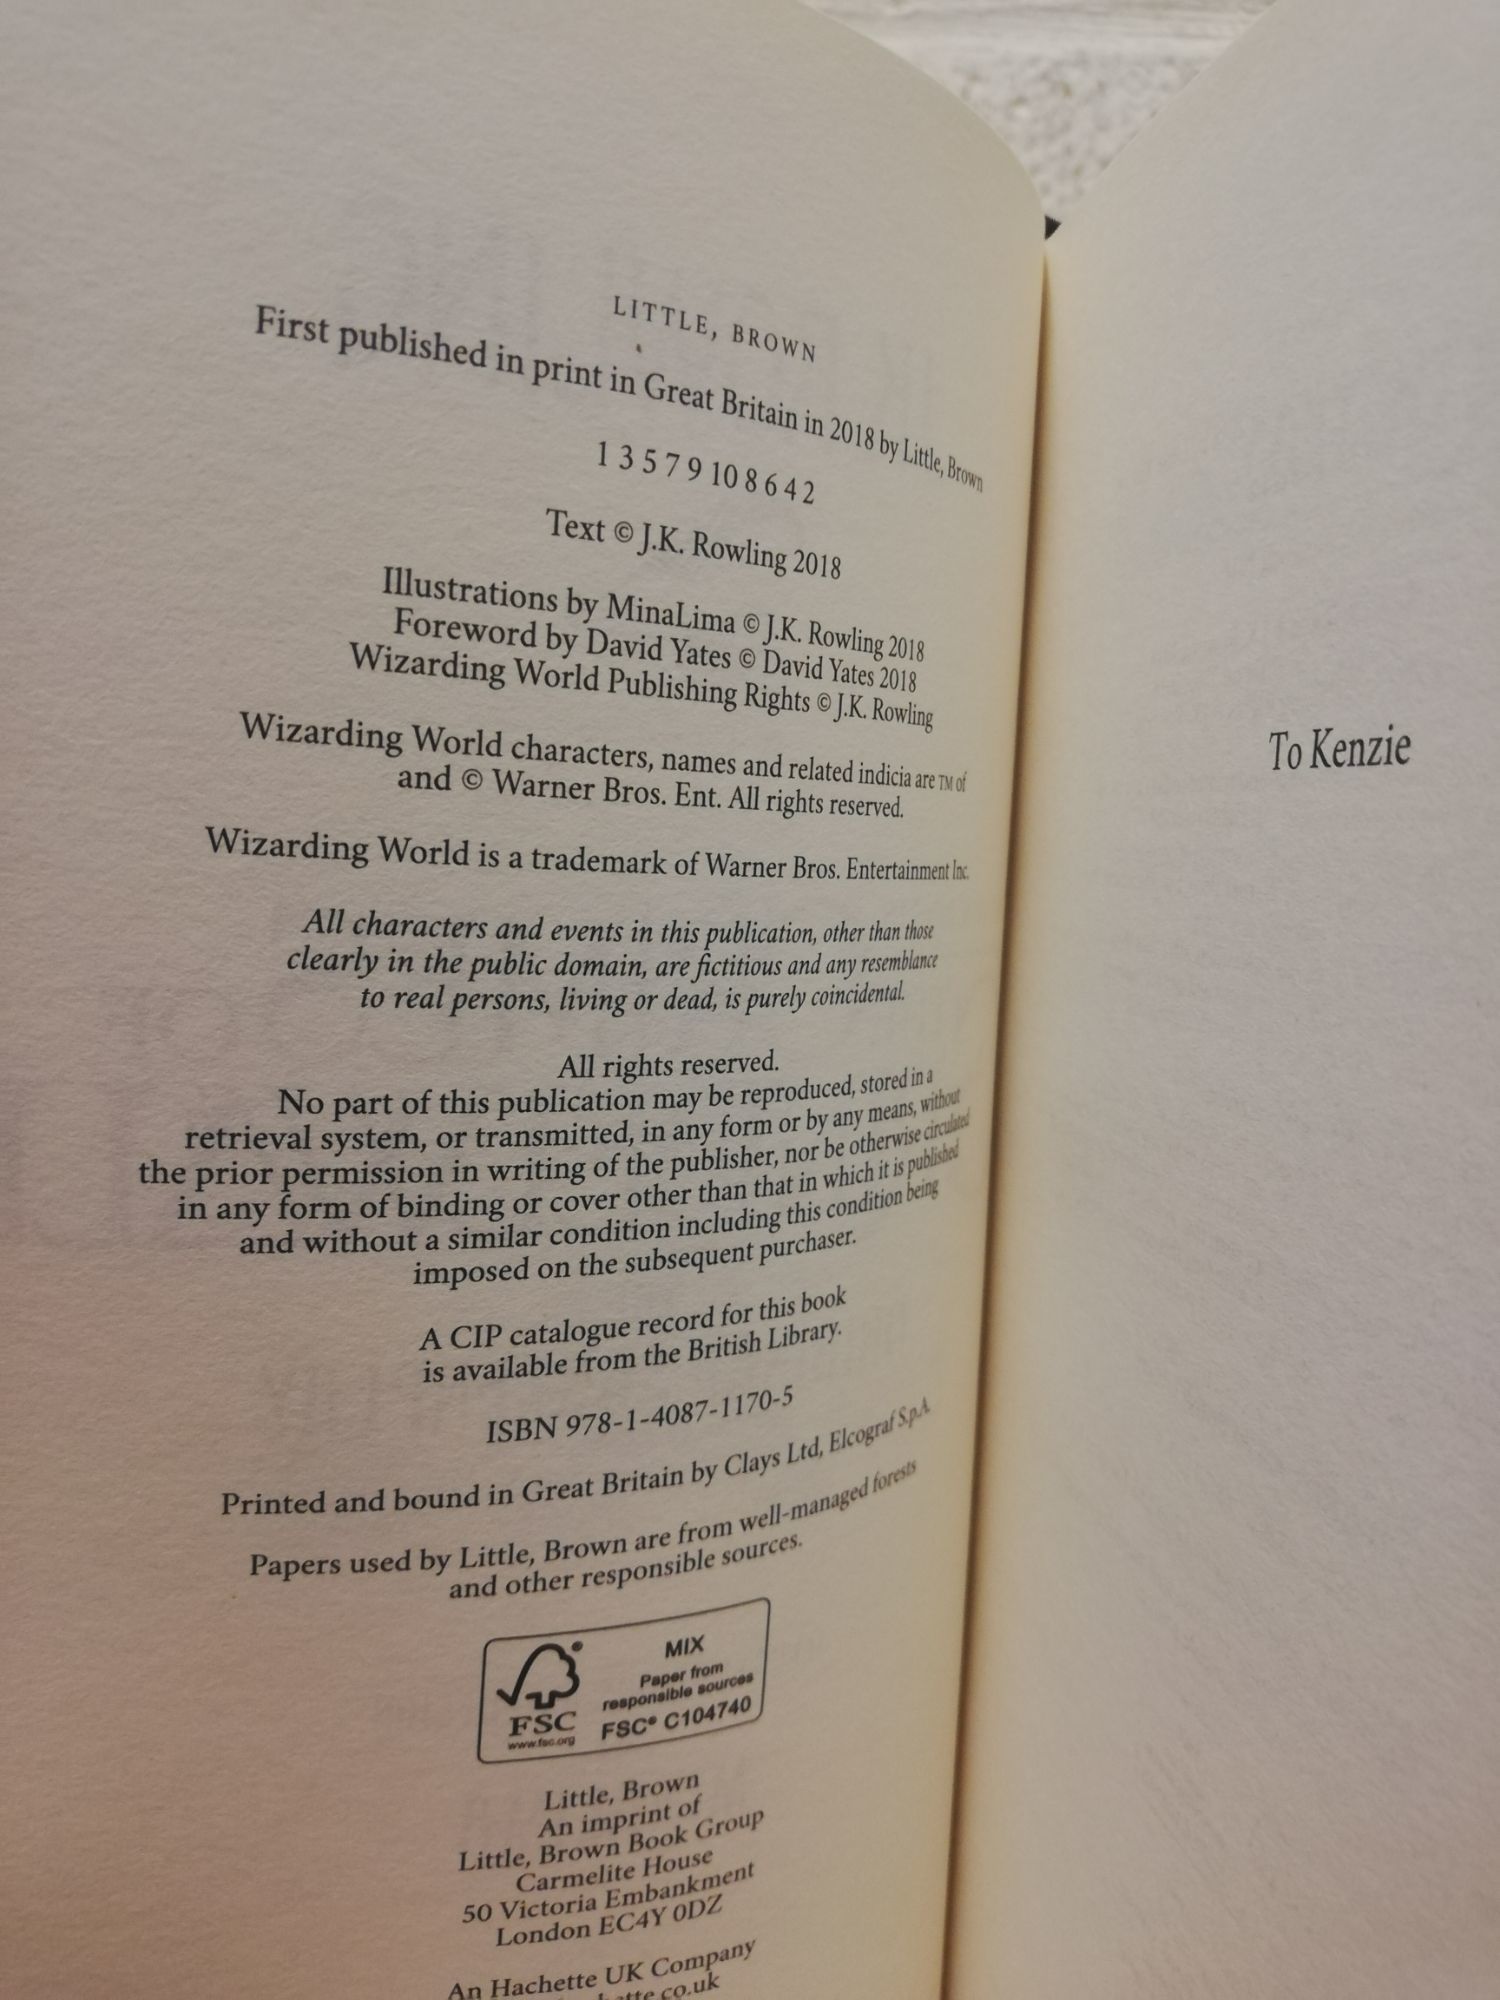 LITTLE, BROWN
First published in print in Great Britain in 2018 by Little, Brown
1 3 5 7 9 10 8 6 4 2
Text © J.K. Rowling 2018
Illustrations by MinaLima © J.K. Rowling 2018
Foreword by David Yates © David Yates 2018
Wizarding World Publishing Rights © J.K. Rowling
Wizarding World characters, names and related indicia are TM of
and © Warner Bros. Ent. All rights reserved.
Wizarding World is a trademark of Warner Bros. Entertainment Inc.
All characters and events in this publication, other than those
clearly in the public domain, are fictitious and any resemblance
to real persons, living or dead, is purely coincidental.
All rights reserved.
No part of this publication may be reproduced, stored in a
retrieval system, or transmitted, in any form or by any means, without
the prior permission in writing of the publisher, nor be otherwise circulated
in any form of binding or cover other than that in which it is published
and without a similar condition including this condition being
imposed on the subsequent purchaser.
A CIP catalogue record for this book
is available from the British Library.
ISBN 978-1-4087-1170-5
Printed and bound in Great Britain by Clays Ltd, Elcograf S.p.A.
Papers used by Little, Brown are from well-managed forests
and other responsible sources.
FSC
www.fsc.org
MIX
Paper from
responsible sources
FSC® C104740
Little, Brown
An imprint of
Little, Brown Book Group
Carmelite House
50 Victoria Embankment
London EC4Y 0DZ
An Hachette UK Company
To Kenzie